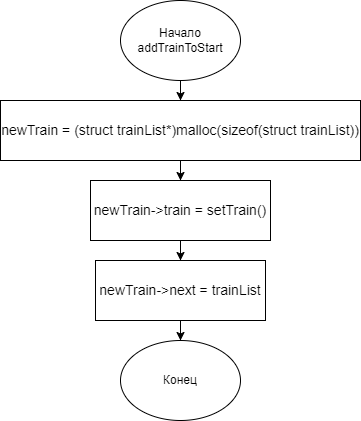 Начало
addTrainToStart
newTrain = (struct trainList*)malloc(sizeof(struct trainList))
newTrain->train = setTrain()
newTrain->next = trainList
Конец